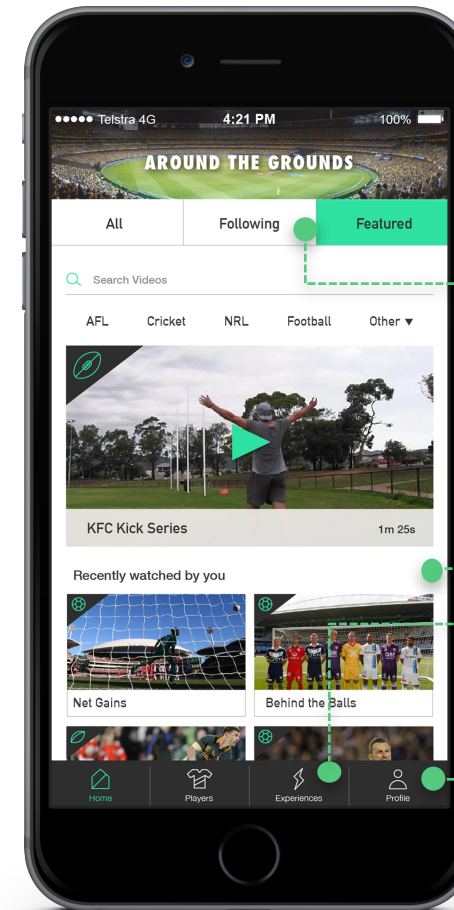 Telstra 4G 4:21 PM 100%
AROUND THE GROUNDS
All Following Featured
Search Videos
AFL Cricket NRL Football Other ▼
KFC Kick Series 1m 25s
Recently watched by you
Net Gains Behind the Balls
Home Players Experiences Profile